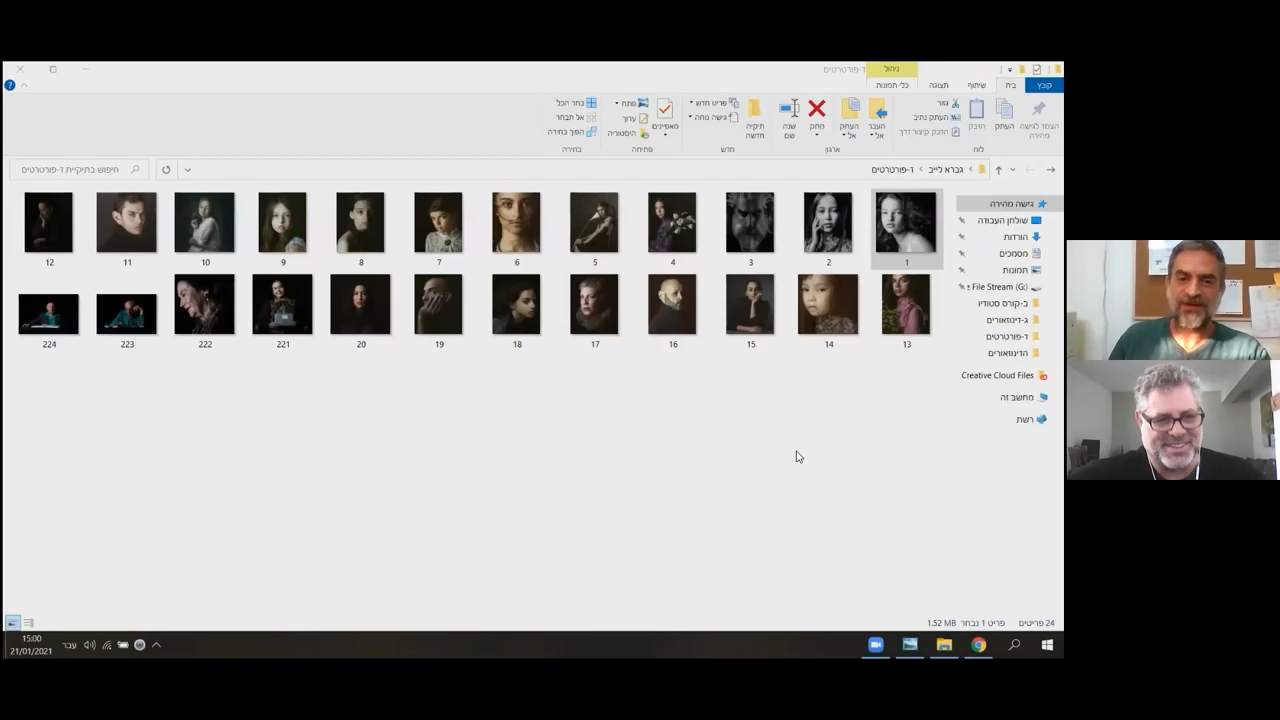 ד-פורטרטים
ניהול
קובץ
בית
שיתוף
תצוגה
כלי תמונות
הצמד לגישה מהירה
העתק
הדבק
גזור
העתק נתיב
הדבק קיצור דרך
לוח
העבר אל
העתק אל
מחק
שנה שם
ארגון
תיקיה חדשה
פריט חדש
גישה נוחה
חדש
מאפיינים
פתח
ערוך
היסטוריה
פתיחה
בחר הכל
אל תבחר
הפוך בחירה
בחירה
גברא לייב
ד-פורטרטים
חיפוש בתיקיית ד-פורטרטים
גישה מהירה
שולחן העבודה
הורדות
מסמכים
תמונות
e File Stream (G:)
ב-קורס סטודיו
ג-דינוזאורים
ד-פורטרטים
הדינוזאורים
Creative Cloud Files
מחשב זה
רשת
1 2 3 4 5 6 7 8 9 10 11 12
13 14 15 16 17 18 19 20 221 222 223 224
24 פריטים פריט 1 נבחר 1.52 MB
עבר
15:00
21/01/2021